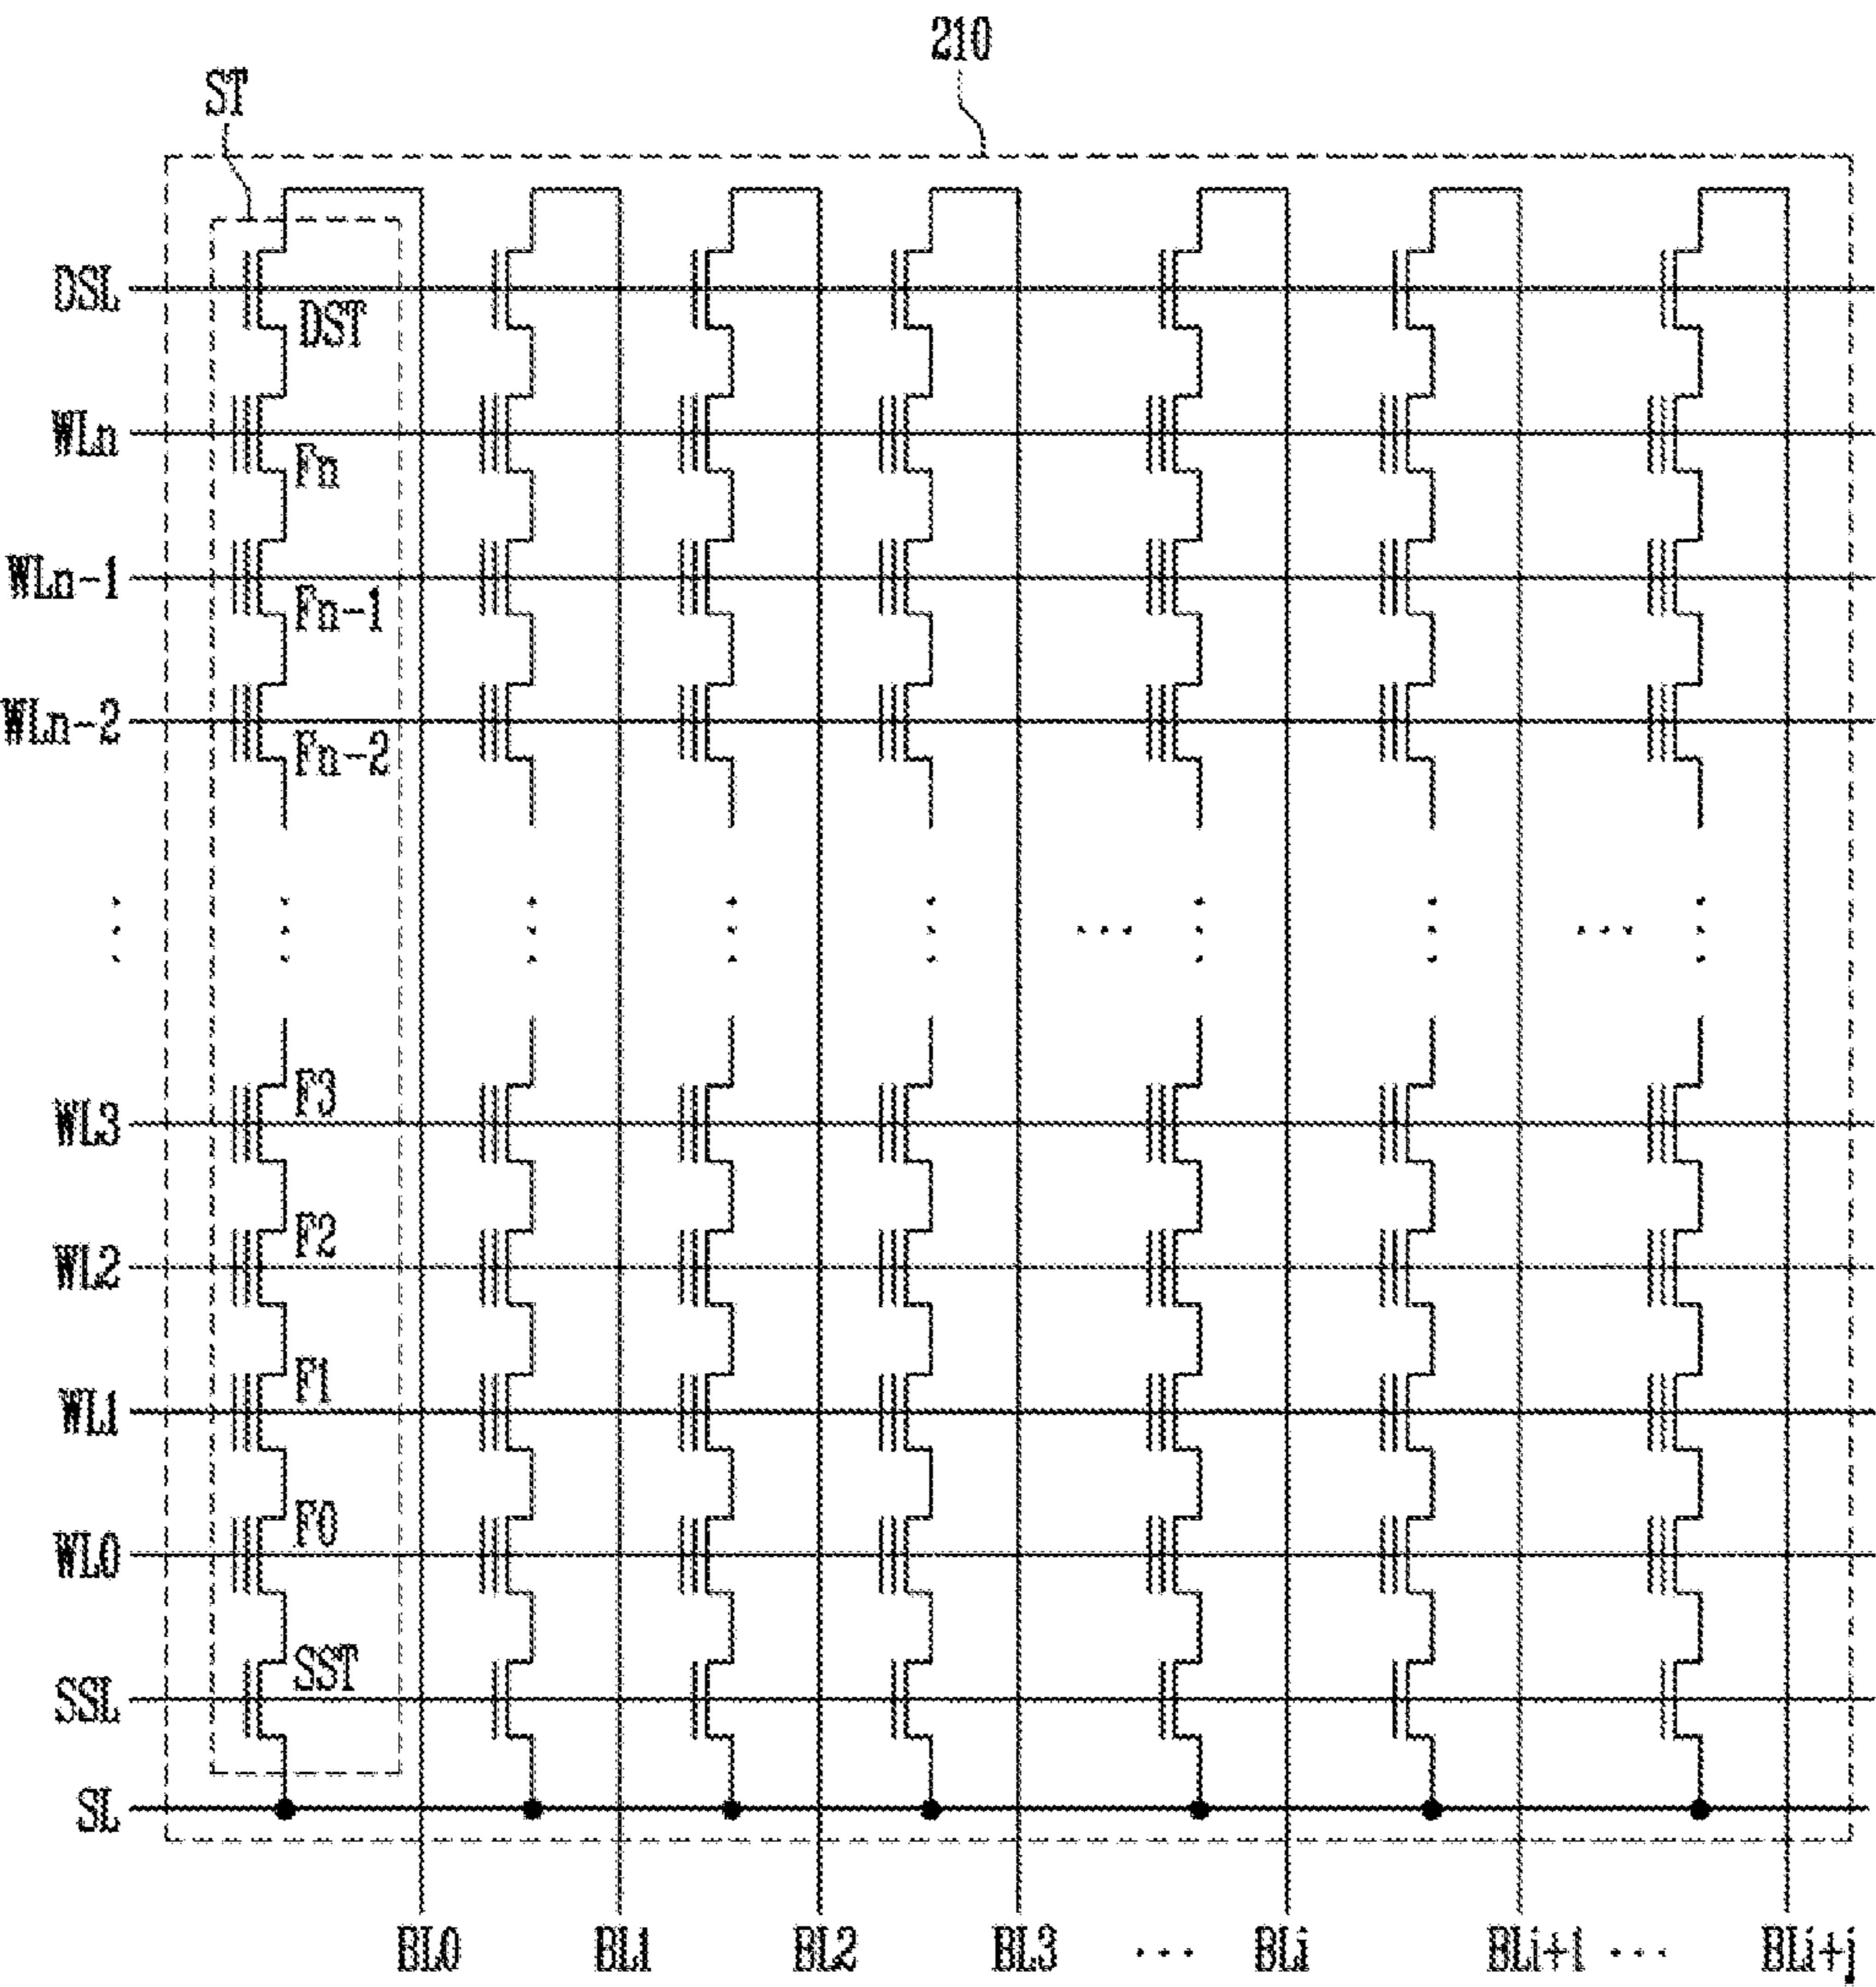 210
ST
DSL
DST
WLn
Fn
WLn-1
Fn-1
WLn-2
Fn-2
⋮ ⋮ ⋮ ⋮ ⋮ ··· ⋮ ⋮ ··· ⋮
F3
WL3
F2
WL2
F1
WL1
F0
WL0
SST
SSL
SL
BL0 BL1 BL2 BL3 ··· BLi BLi+1 ··· BLi+j